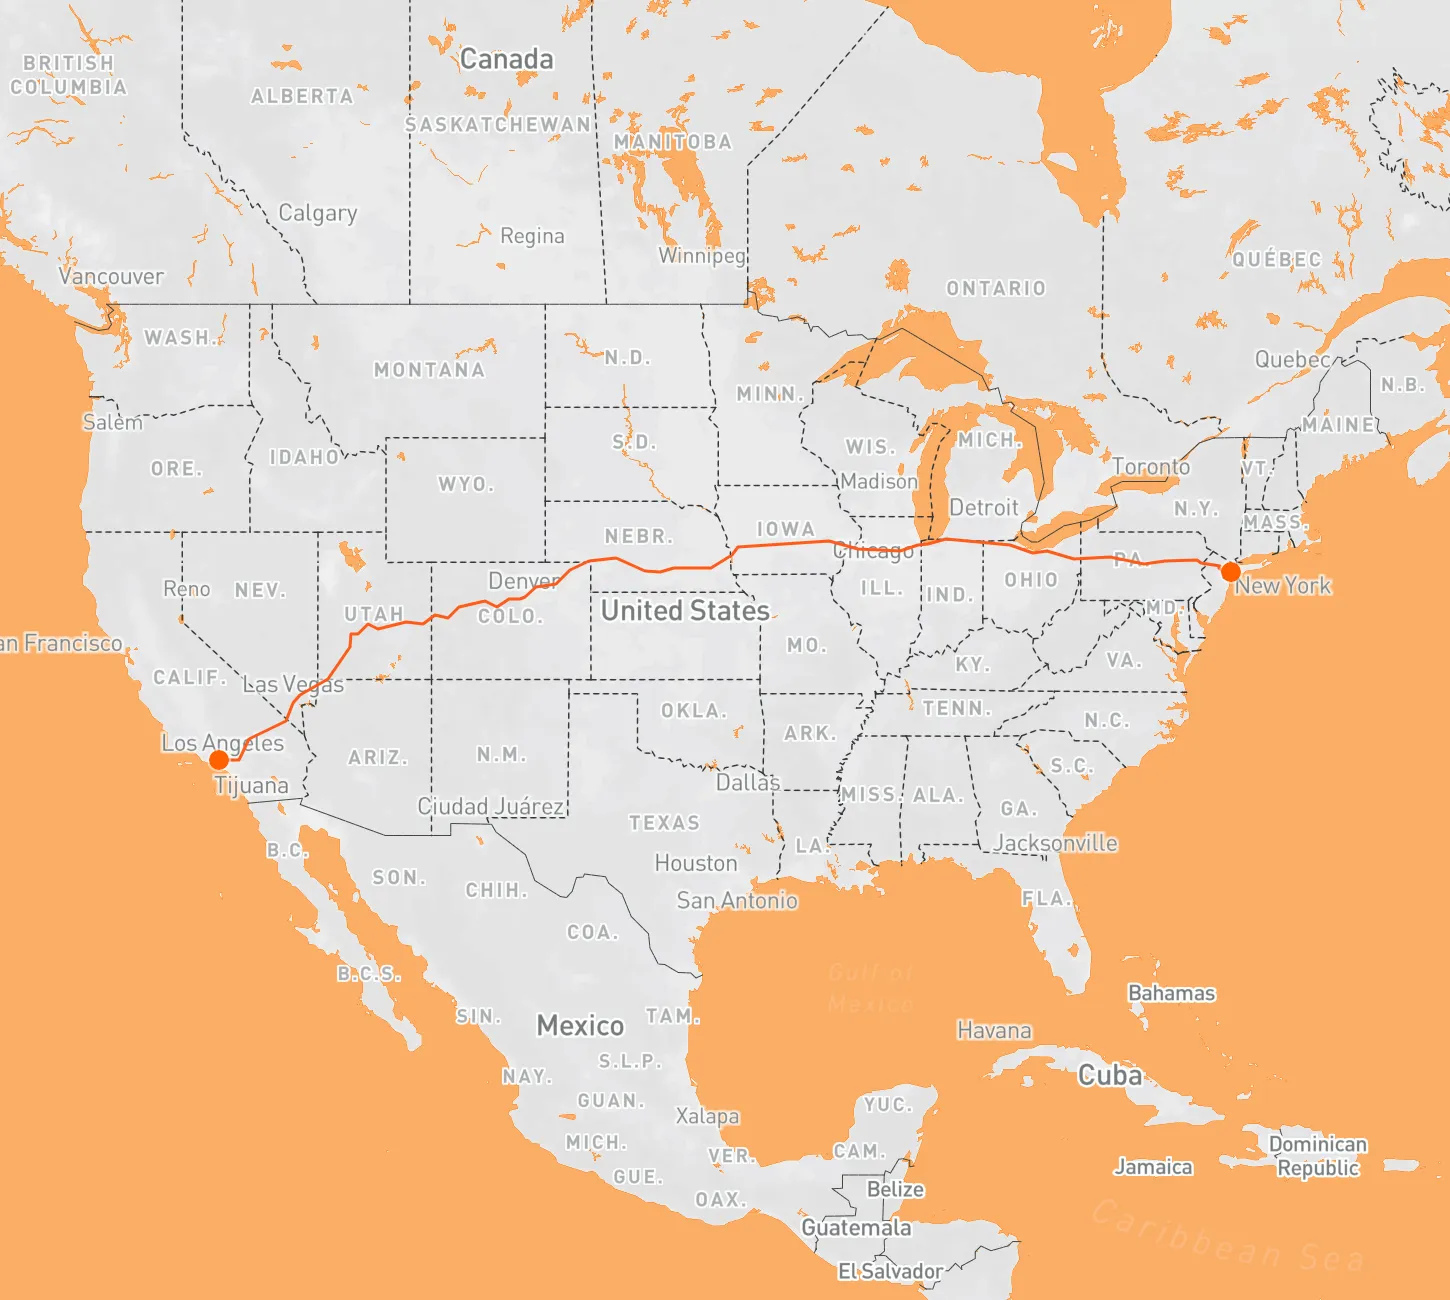 Canada
BRITISH
COLUMBIA
ALBERTA
SASKATCHEWAN
MANITOBA
Calgary
Regina
Winnipeg
Vancouver
ONTARIO
QUÉBEC
WASH.
MONTANA
N.D.
MINN.
Quebec
N.B.
MAINE
Salem
ORE.
IDAHO
WYO.
S.D.
WIS.
MICH.
Madison
Toronto
VT.
Detroit
N.Y.
MASS.
NEBR.
IOWA
Chicago
PA.
Reno
NEV.
UTAH
Denver
COLO.
United States
ILL.
IND.
OHIO
New York
MD.
an Francisco
CALIF.
Las Vegas
MO.
KY.
VA.
OKLA.
ARK.
TENN.
N.C.
Los Angeles
Tijuana
ARIZ.
N.M.
Dallas
S.C.
Ciudad Juárez
TEXAS
MISS.
ALA.
GA.
Jacksonville
B.C.
LA.
Houston
SON.
CHIH.
San Antonio
FLA.
COA.
B.C.S.
Gulf of
Mexico
Bahamas
SIN.
Mexico
TAM.
Havana
S.L.P.
NAY.
Cuba
GUAN.
Xalapa
YUC.
MICH.
VER.
CAM.
Dominican
Republic
Jamaica
GUE.
OAX.
Belize
Guatemala
Caribbean Sea
El Salvador